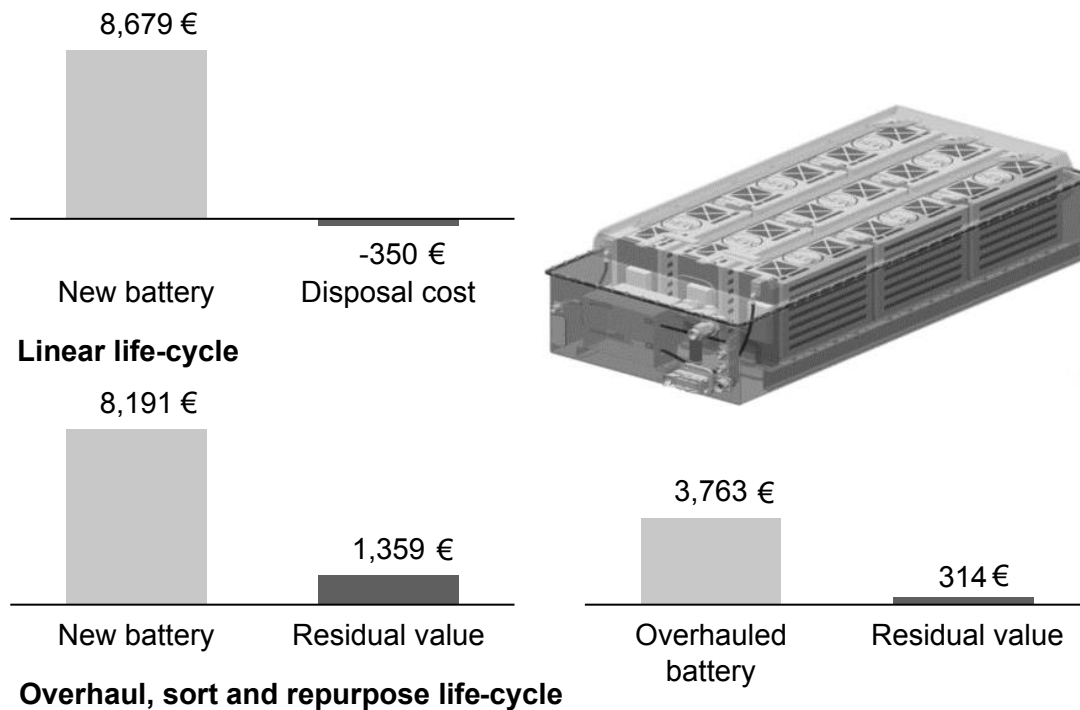 8,679 €
-350 €
New battery
Disposal cost
Linear life-cycle
8,191 €
1,359 €
New battery
Residual value
3,763 €
314 €
Overhauled
battery
Residual value
Overhaul, sort and repurpose life-cycle